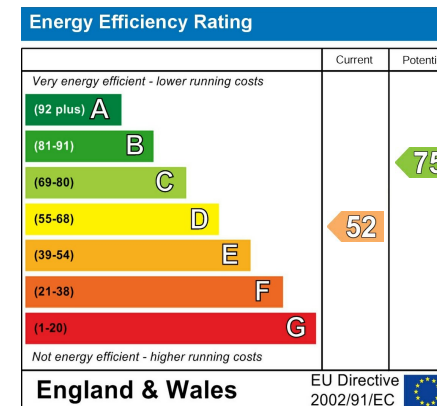 Energy Efficiency Rating
Current Potenti
Very energy efficient - lower running costs
(92 plus) A
(81-91) B
(69-80) C
75
(55-68) D
52
(39-54) E
(21-38) F
(1-20) G
Not energy efficient - higher running costs
England & Wales
EU Directive
2002/91/EC